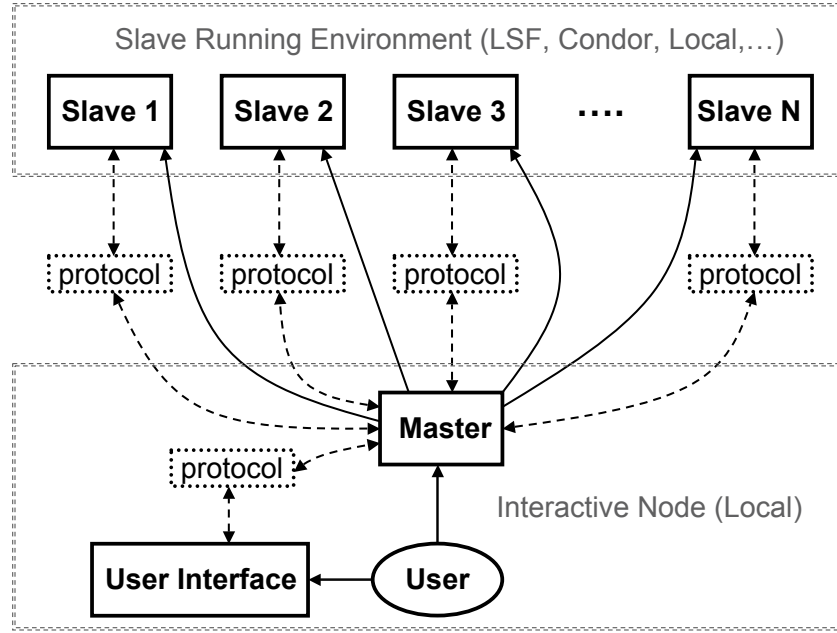 Slave Running Environment (LSF, Condor, Local,…)
Slave 1
Slave 2
Slave 3
....
Slave N
protocol
protocol
protocol
protocol
Master
protocol
Interactive Node (Local)
User Interface
User